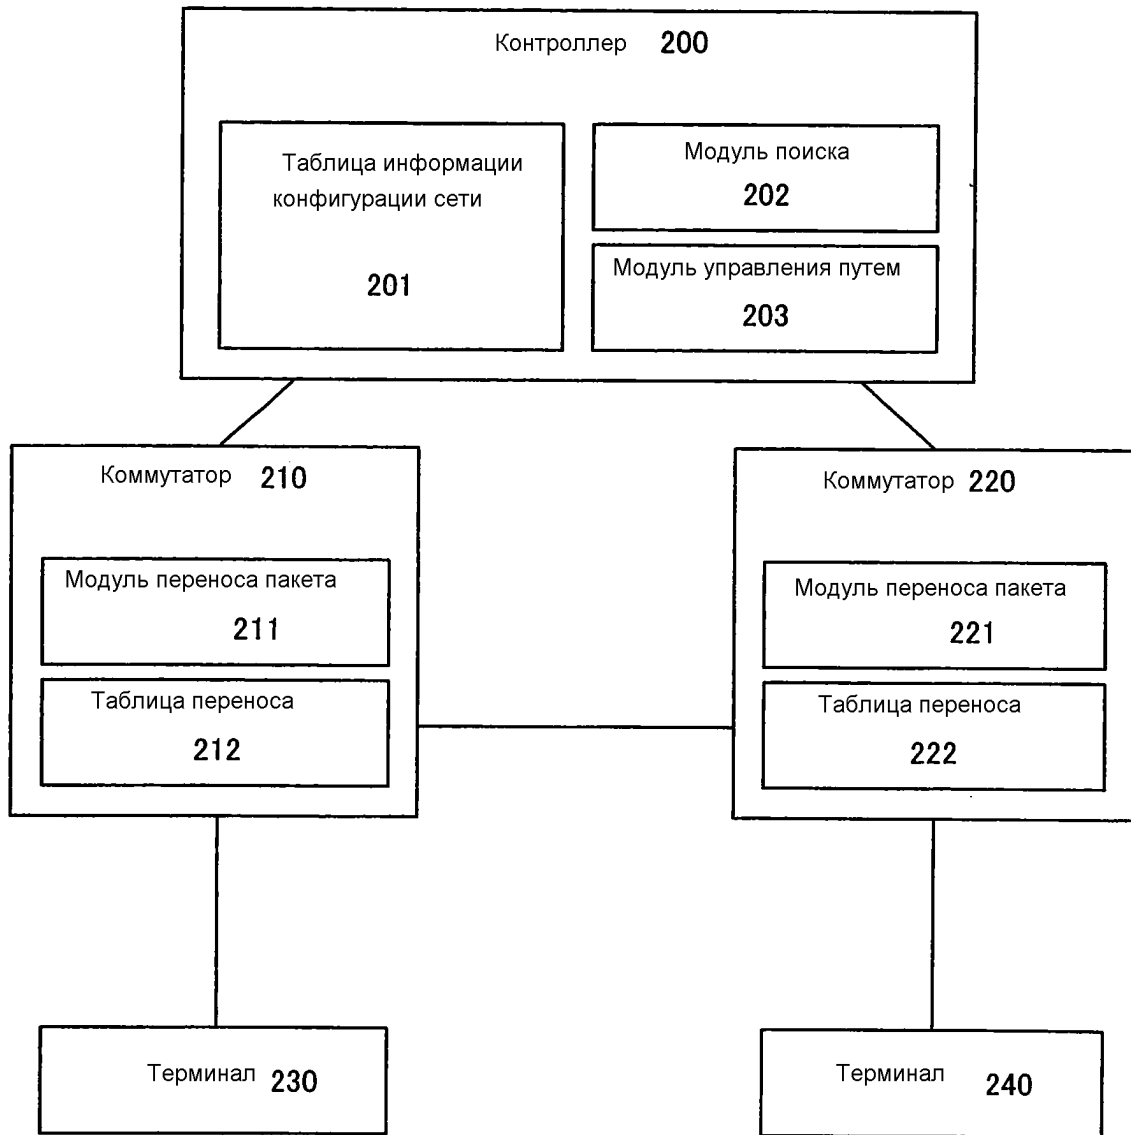 Контроллер 200
Таблица информации
конфигурации сети
201
Модуль поиска
202
Модуль управления путем
203
Коммутатор 210
Модуль переноса пакета
211
Таблица переноса
212
Коммутатор 220
Модуль переноса пакета
221
Таблица переноса
222
Терминал 230
Терминал 240